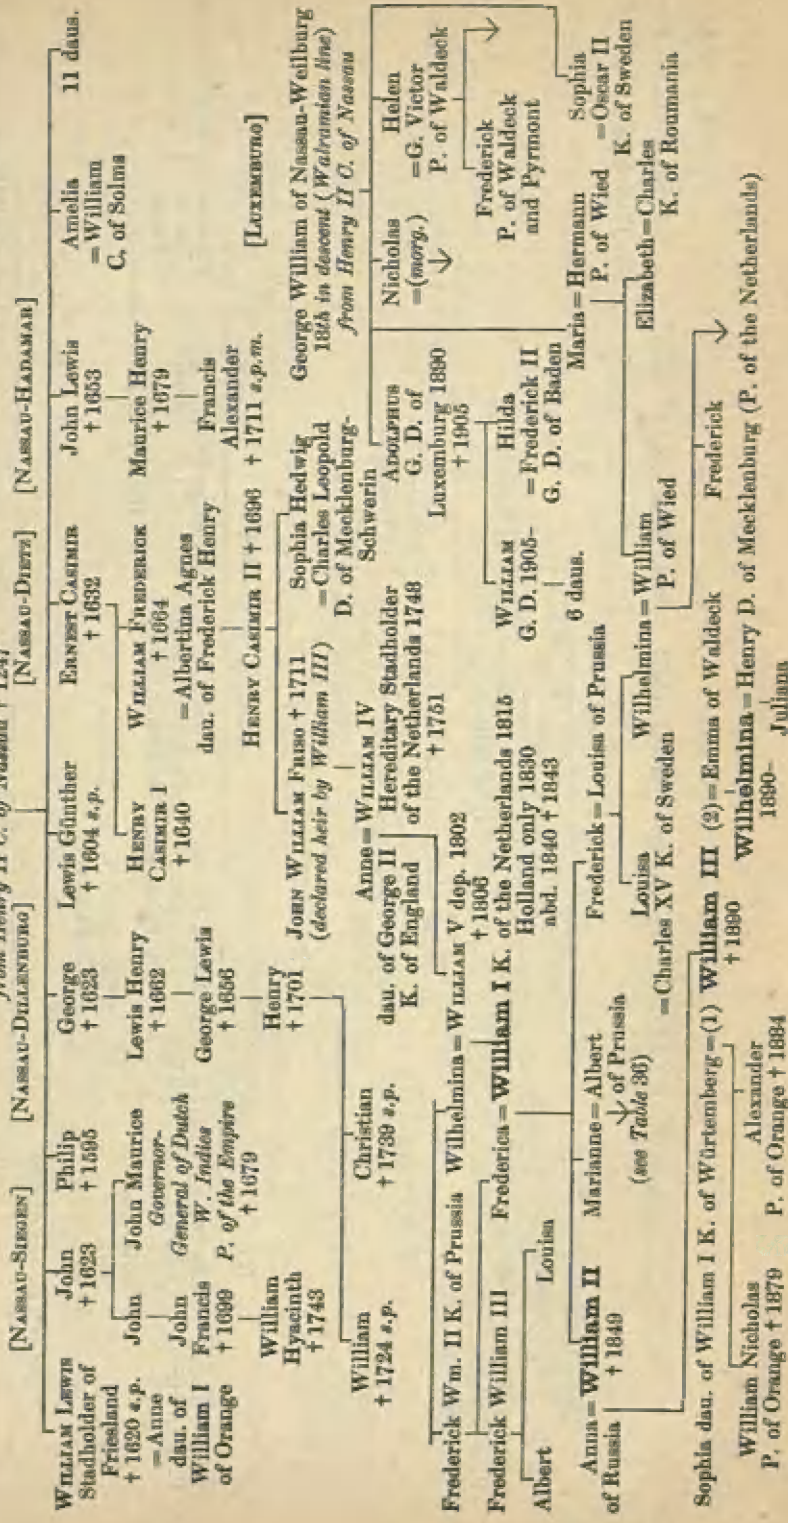 from Henry II C. of Nassau † 1247
[NASSAU-SIEGEN] [NASSAU-DILLENBURG] [NASSAU-DIETZ] [NASSAU-HADAMAR]
WILLIAM LEWIS
Stadholder of
Friesland
† 1620 s.p.
=Anne
dau. of
William I
of Orange
John
† 1623
Philip
† 1595
George
† 1623
Lewis Günther
† 1604 s.p.
ERNEST CASIMIR
† 1632
John Lewis
† 1653
Amelia
= William
C. of Solms
11 daus.
John
John
Francis
† 1699
William
Hyacinth
† 1743
John Maurice
Governor-
General of Dutch
W. Indies
P. of the Empire
† 1679
Lewis Henry
† 1662
George Lewis
† 1656
Henry
† 1701
William
† 1724 s.p.
Christian
† 1739 s.p.
HENRY
CASIMIR I
† 1640
WILLIAM FREDERICK
† 1664
=Albertina Agnes
dau. of Frederick Henry
Maurice Henry
† 1679
Francis
Alexander
† 1711 s.p.m.
HENRY CASIMIR II † 1696
[LUXEMBURG]
JOHN WILLIAM FRISO † 1711
(declared heir by William III)
Sophia Hedwig
=Charles Leopold
D. of Mecklenburg-
Schwerin
George William of Nassau-Weilburg
18th in descent (Walramian line)
from Henry II C. of Nassau
Anne=WILLIAM IV
dau. of George II
K. of England
Hereditary Stadholder
of the Netherlands 1748
† 1751
ADOLPHUS
G. D. of
Luxemburg 1890
† 1905
Nicholas
=(morg.)
Helen
=G. Victor
P. of Waldeck
Frederick
P. of Waldeck
and Pyrmont
Frederick Wm. II K. of Prussia Wilhelmina=WILLIAM V dep. 1802
† 1806
WILLIAM
G. D. 1905-
6 daus.
Hilda
=Frederick II
G. D. of Baden
Maria=Hermann
P. of Wied
Sophia
=Oscar II
K. of Sweden
Frederick William III
Frederica=William I K. of the Netherlands 1815
Holland only 1830
abd. 1840 † 1843
Albert
Louisa
Anna=William II
of Russia
† 1849
Marianne=Albert
of Prussia
(see Table 36)
Frederick=Louisa of Prussia
Louisa
=Charles XV K. of Sweden
Wilhelmina=William
P. of Wied
Elizabeth=Charles
K. of Roumania
Frederick
Sophia dau. of William I K. of Würtemberg=(1) William III (2)=Emma of Waldeck
† 1890
William Nicholas
P. of Orange † 1879
Alexander
P. of Orange † 1884
Wilhelmina=Henry D. of Mecklenburg (P. of the Netherlands)
1890-
Juliana